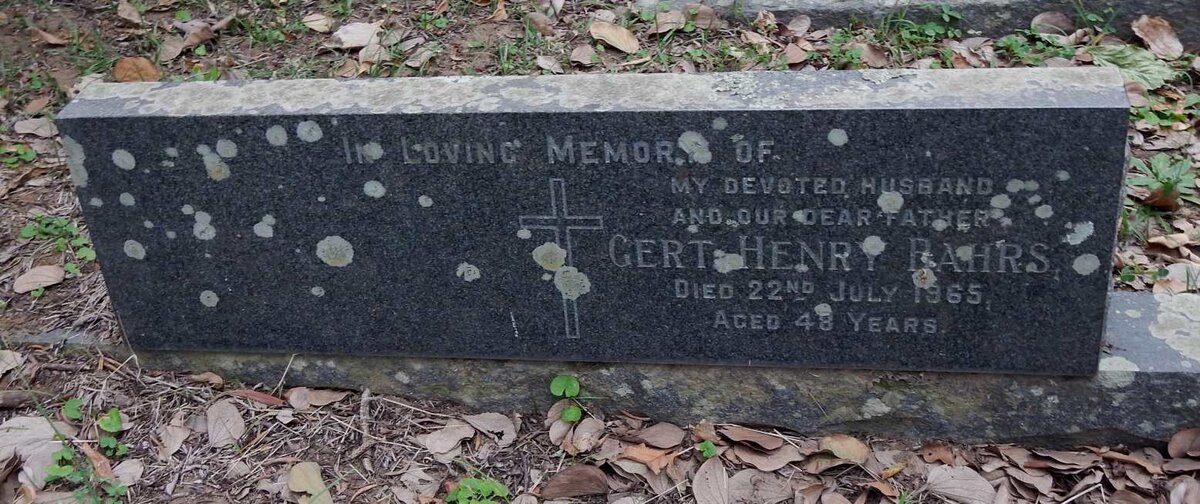 IN LOVING MEMORY OF
MY DEVOTED HUSBAND
AND OUR DEAR FATHER
GERT HENRY BAHRS
DIED 22ND JULY 1965,
AGED 48 YEARS.